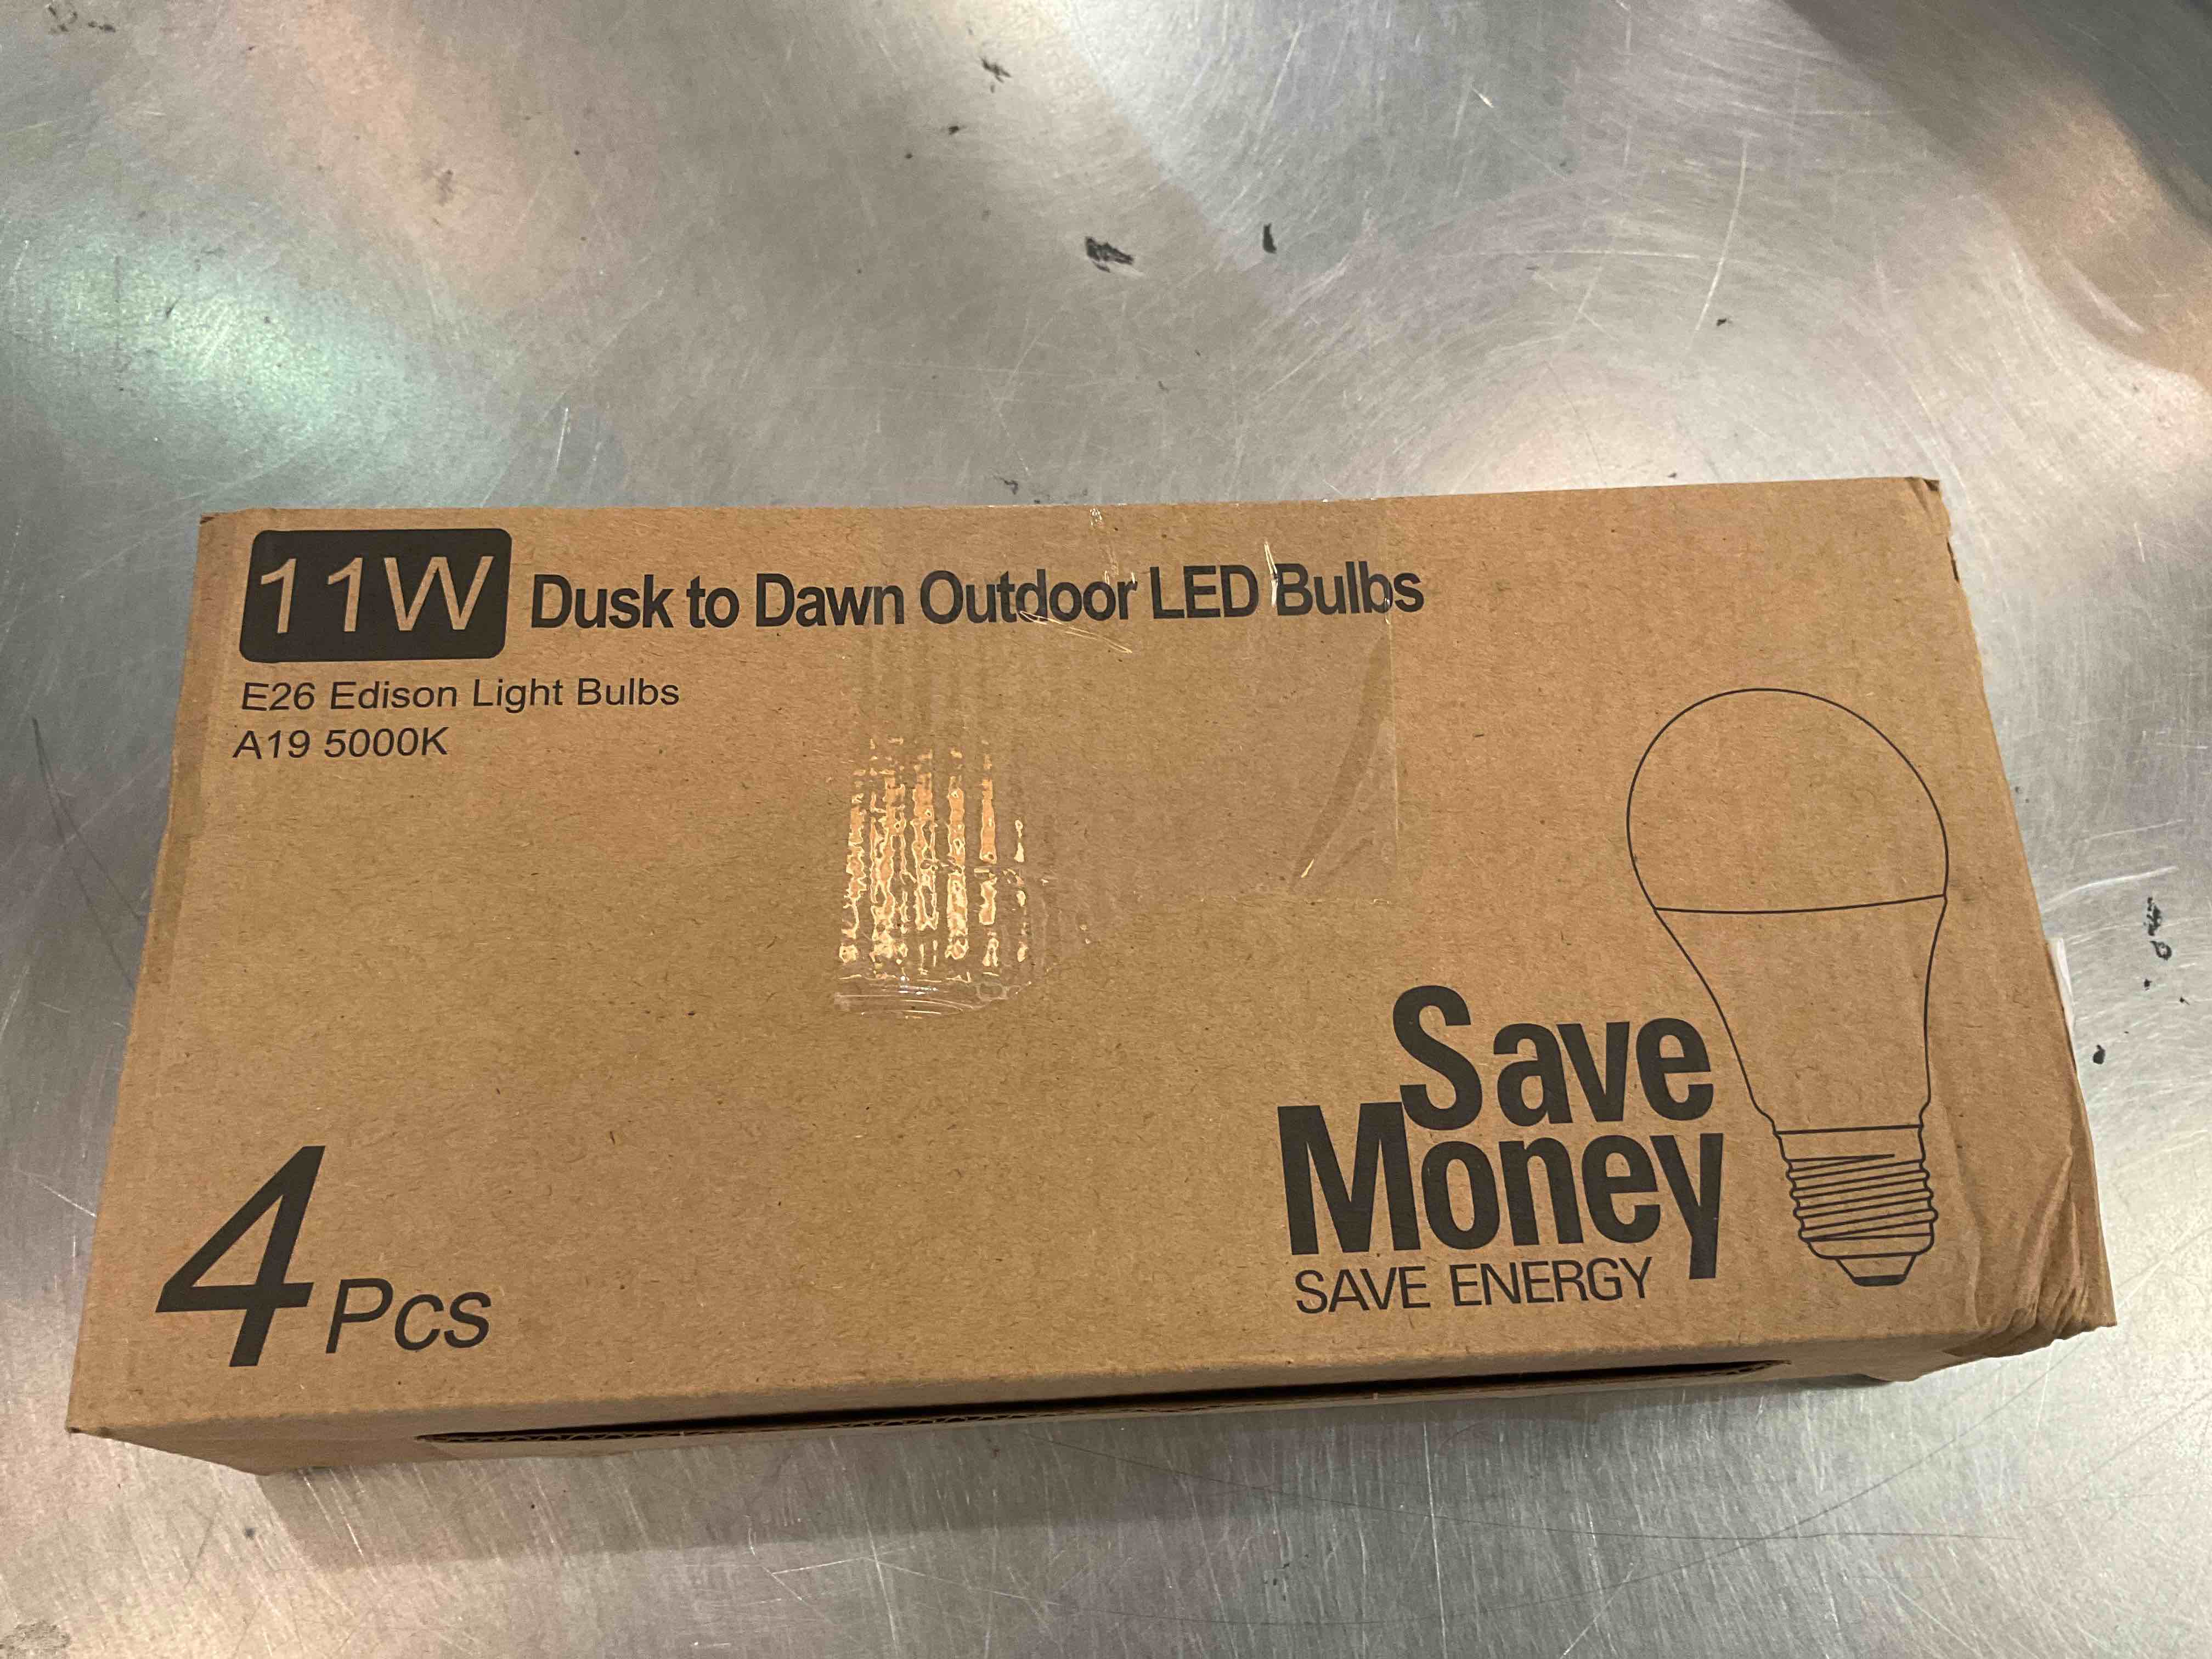 11W Dusk to Dawn Outdoor LED Bulbs
E26 Edison Light Bulbs
A19 5000K
4 Pcs
Save
Money
SAVE ENERGY